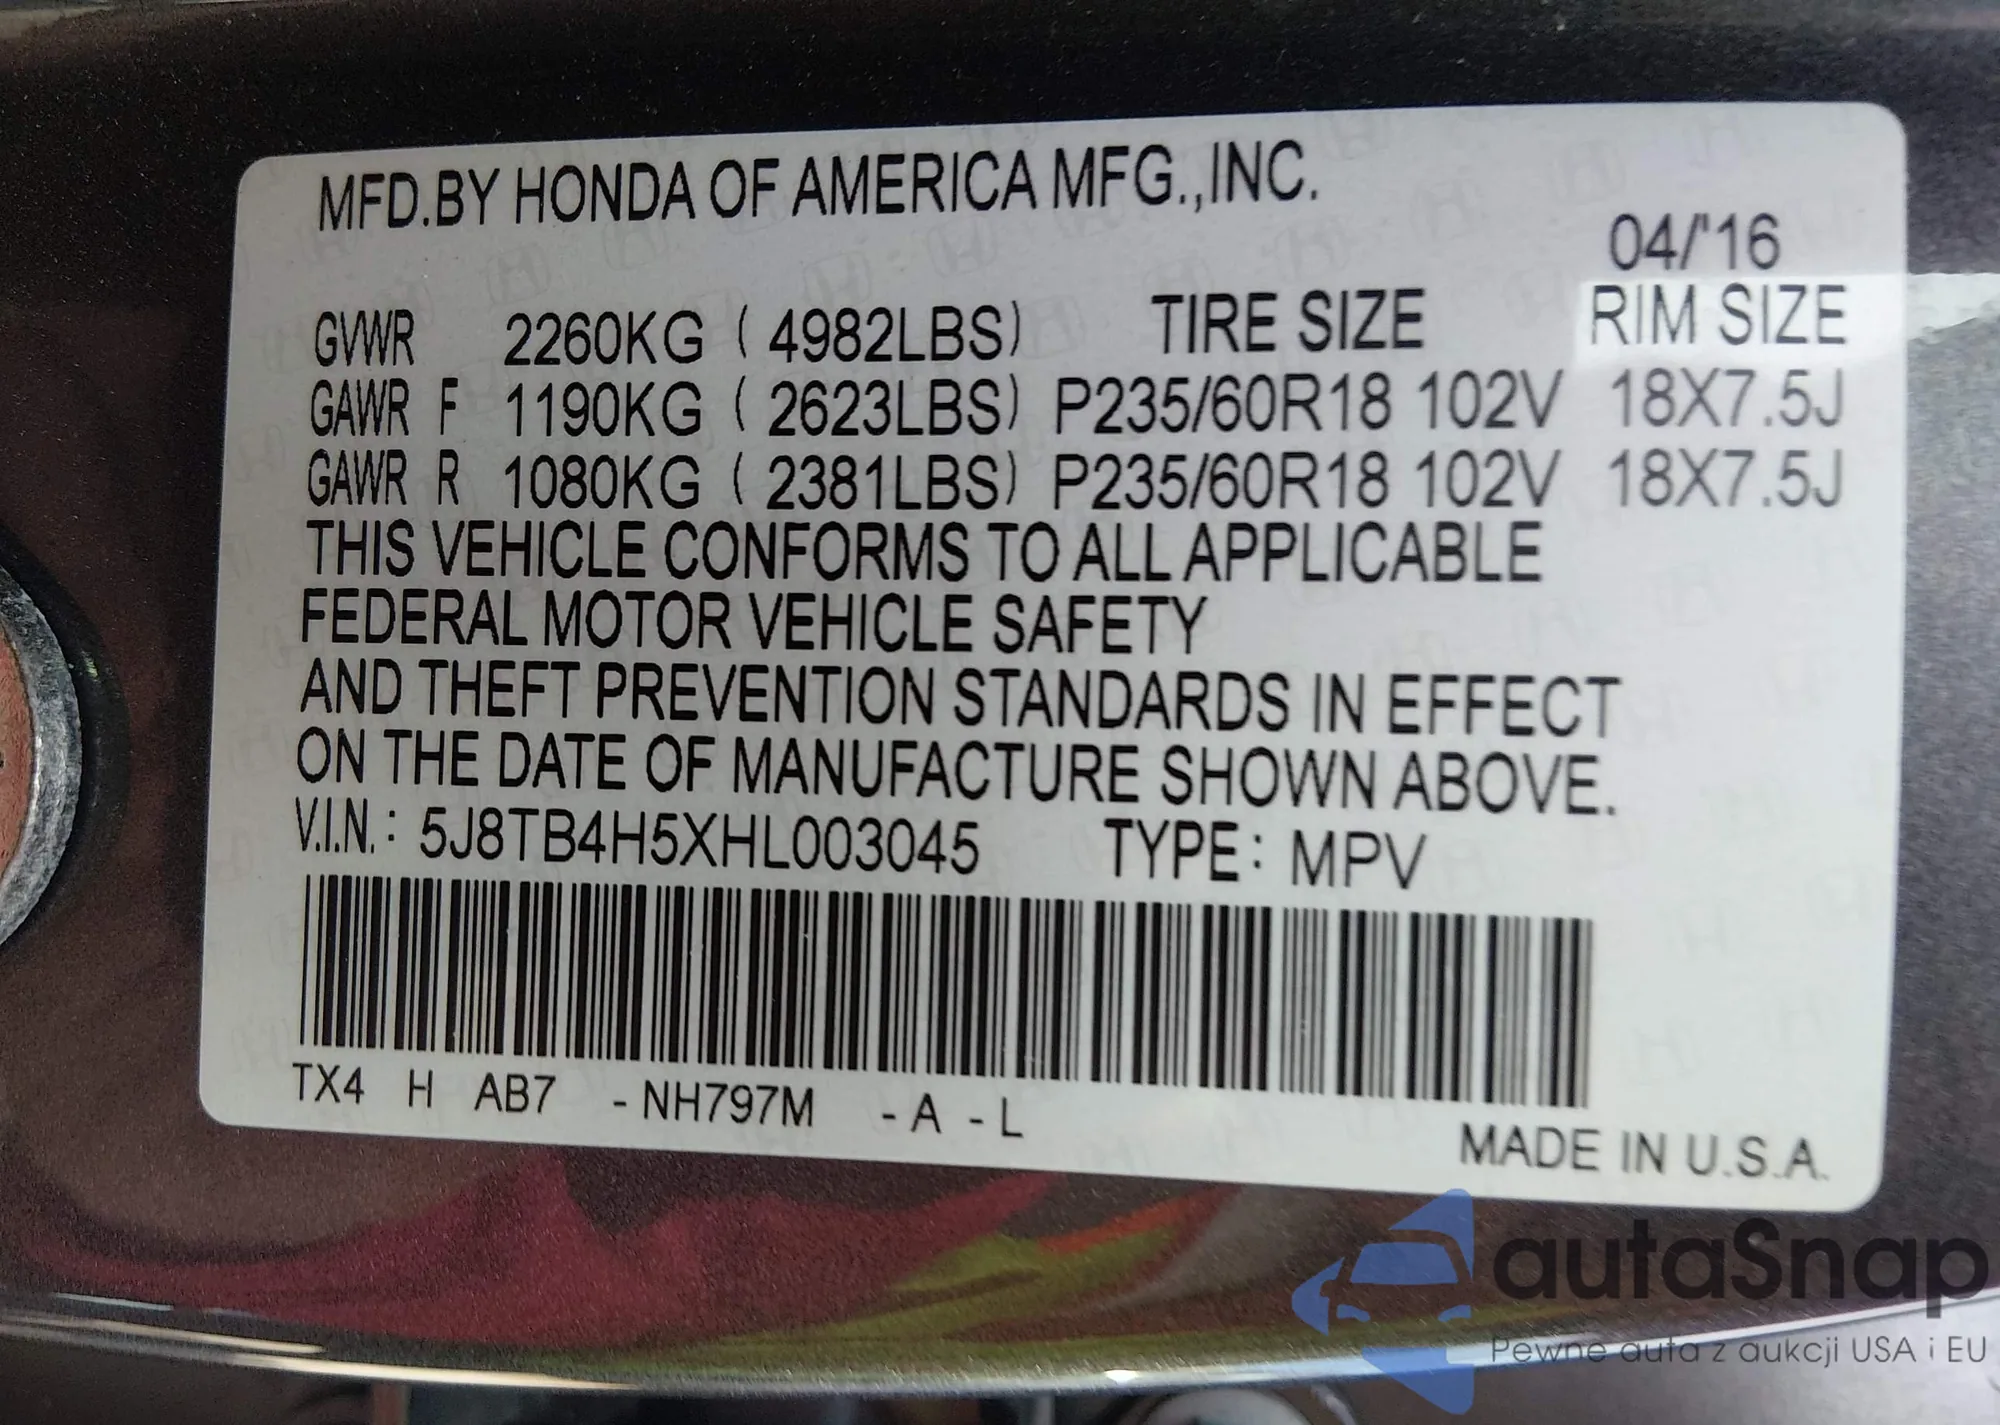 MFD.BY HONDA OF AMERICA MFG.,INC.
04/'16
GVWR 2260KG ( 4982LBS) TIRE SIZE RIM SIZE
GAWR F 1190KG ( 2623LBS) P235/60R18 102V 18X7.5J
GAWR R 1080KG ( 2381LBS) P235/60R18 102V 18X7.5J
THIS VEHICLE CONFORMS TO ALL APPLICABLE
FEDERAL MOTOR VEHICLE SAFETY
AND THEFT PREVENTION STANDARDS IN EFFECT
ON THE DATE OF MANUFACTURE SHOWN ABOVE.
V.I.N.: 5J8TB4H5XHL003045 TYPE: MPV
TX4 H AB7 -NH797M -A -L
MADE IN U.S.A.
autaSnap
Pewne auta z aukcji USA i EU